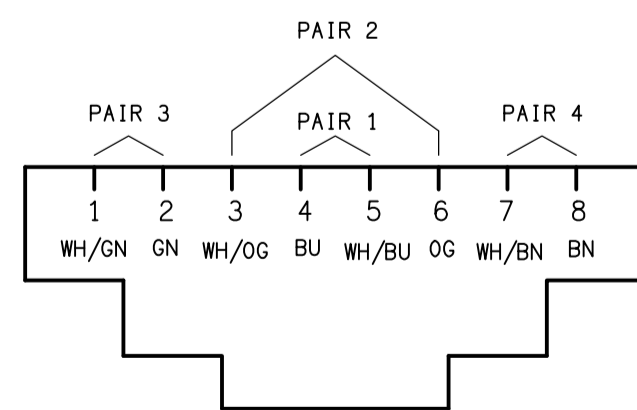 PAIR 2
PAIR 3 PAIR 1 PAIR 4
1 2 3 4 5 6 7 8
WH/GN GN WH/OG BU WH/BU OG WH/BN BN